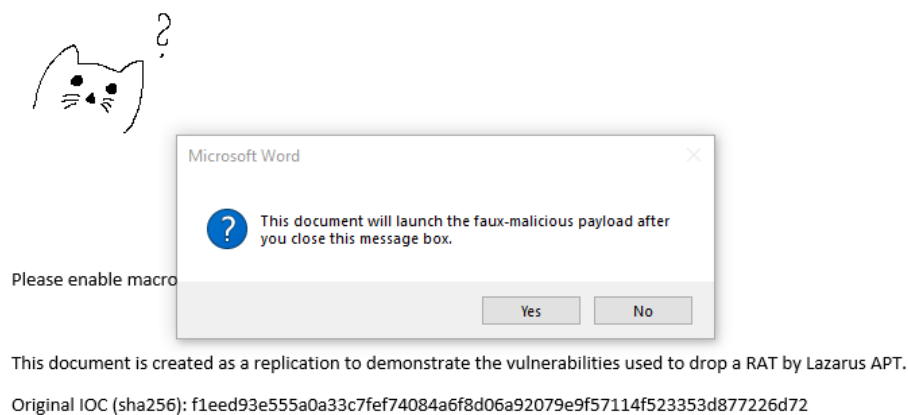 ?
Microsoft Word
?
This document will launch the faux-malicious payload after
you close this message box.
Please enable macro
Yes
No
This document is created as a replication to demonstrate the vulnerabilities used to drop a RAT by Lazarus APT.
Original IOC (sha256): f1eed93e555a0a33c7fef74084a6f8d06a92079e9f57114f523353d877226d72